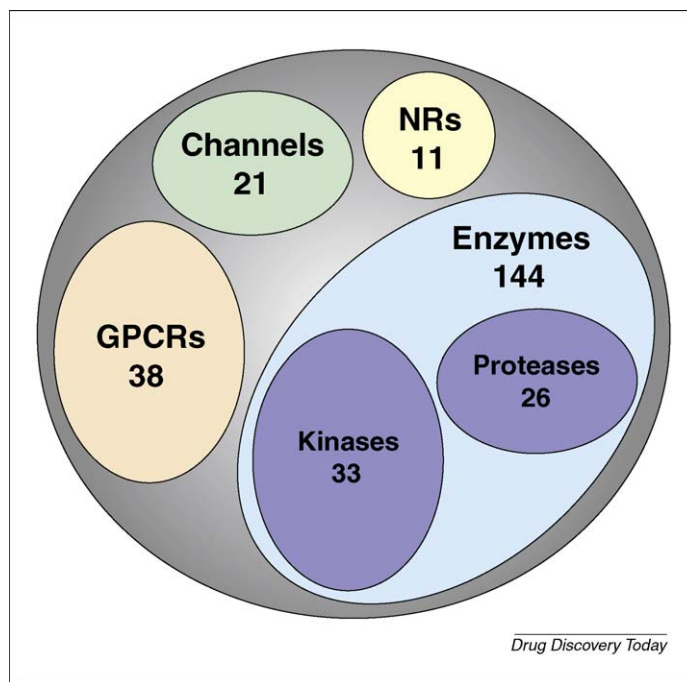 Channels
21
NRs
11
Enzymes
144
GPCRs
38
Proteases
26
Kinases
33
Drug Discovery Today